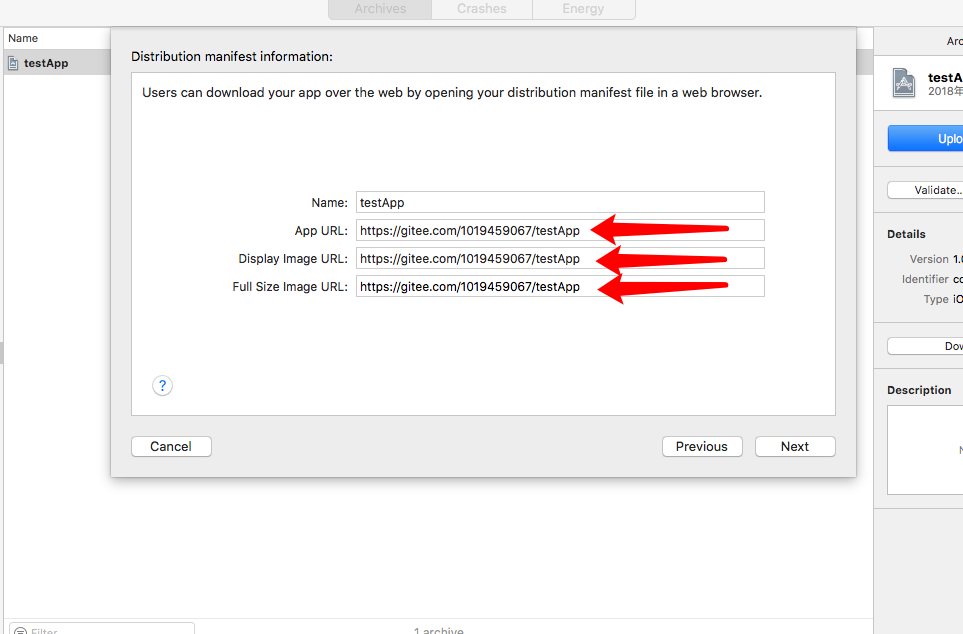 Archives Crashes Energy
Name
testApp
Distribution manifest information:
Users can download your app over the web by opening your distribution manifest file in a web browser.
Name: testApp
App URL: https://gitee.com/1019459067/testApp
Display Image URL: https://gitee.com/1019459067/testApp
Full Size Image URL: https://gitee.com/1019459067/testApp
?
Cancel Previous Next
Arc
testA
2018年
Uplo
Validate..
Details
Version 1.0
Identifier co
Type iO
Dow
Description
N
Filter
1 archive